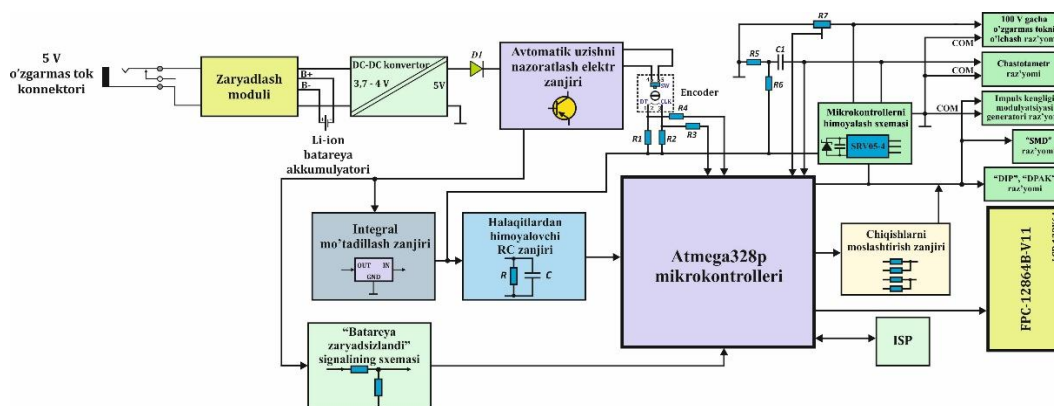 5 V
o‘zgarmas tok
konnektori
Zaryadlash
moduli
B+
B-
Li-ion
batareya
akkumulyatori
DC-DC konvertor
3,7 - 4 V
5V
D1
Avtomatik uzishni
nazoratlash elektr
zanjiri
SW
DT
CLK
1 2 3
Encoder
R1
R2
R3
R4
R5
C1
R6
R7
COM
COM
COM
100 V gacha
o‘zgarmas tokni
o‘lchash raz‘yomi
Chastotametr
raz‘yomi
Impuls kengligi
modulyatsiyasi
generatori raz‘yomi
"SMD"
raz‘yomi
"DIP", "DPAK"
raz‘yomi
Mikrokontrollerni
himoyalash sxemasi
SRV05-4
Integral
mo‘tadillash zanjiri
OUT IN
GND
Halaqitlardan
himoyalovchi
RC zanjiri
R
C
Atmega328p
mikrokontrolleri
Chiqishlarni
moslashtirish zanjiri
FPC-12864B-V11
ISP
"Batareya
zaryadsizlandi"
signalining sxemasi